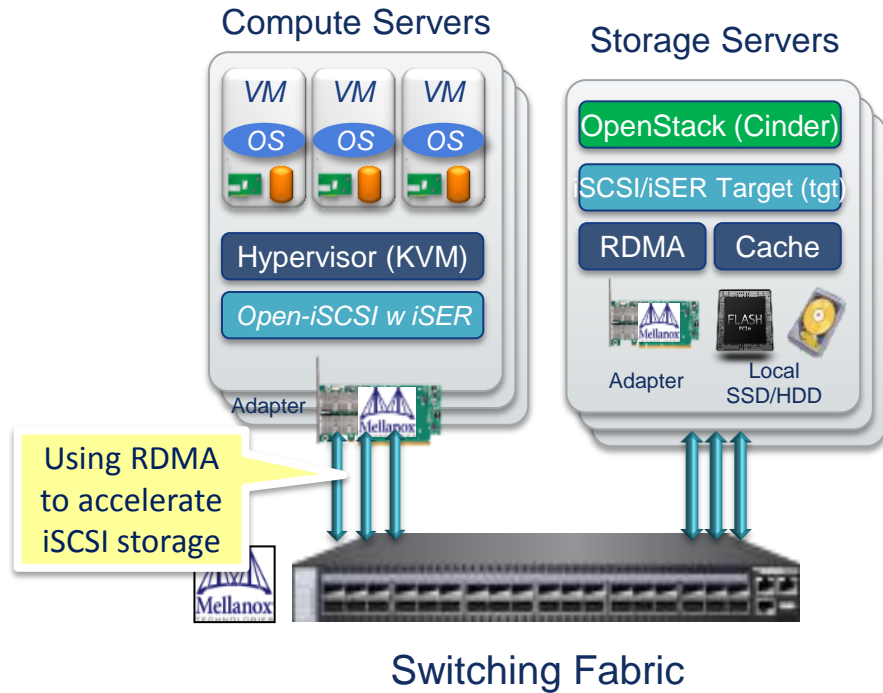 Compute Servers
Storage Servers
VM VM VM
OS OS OS
Hypervisor (KVM)
Open-iSCSI w iSER
Adapter
Mellanox
OpenStack (Cinder)
iSCSI/iSER Target (tgt)
RDMA Cache
Mellanox
FLASH
PCIe
Adapter
Local
SSD/HDD
Using RDMA
to accelerate
iSCSI storage
Mellanox
TECHNOLOGIES
Switching Fabric